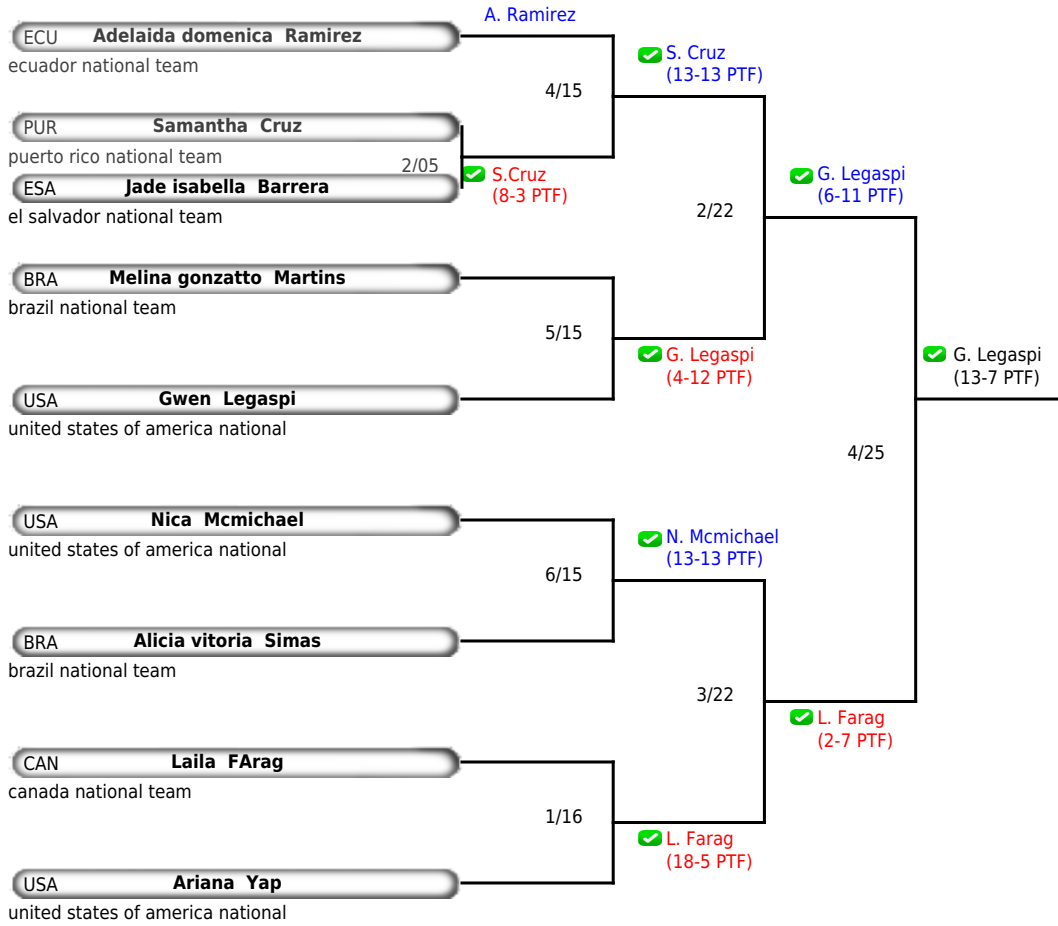 A. Ramirez
ECU Adelaida domenica Ramirez
ecuador national team
S. Cruz
(13-13 PTF)
4/15
PUR Samantha Cruz
puerto rico national team
2/05
S.Cruz
(8-3 PTF)
ESA Jade isabella Barrera
el salvador national team
G. Legaspi
(6-11 PTF)
2/22
BRA Melina gonzatto Martins
brazil national team
5/15
G. Legaspi
(4-12 PTF)
G. Legaspi
(13-7 PTF)
USA Gwen Legaspi
united states of america national
4/25
USA Nica Mcmichael
united states of america national
N. Mcmichael
(13-13 PTF)
6/15
BRA Alicia vitoria Simas
brazil national team
3/22
L. Farag
(2-7 PTF)
CAN Laila FArag
canada national team
1/16
L. Farag
(18-5 PTF)
USA Ariana Yap
united states of america national